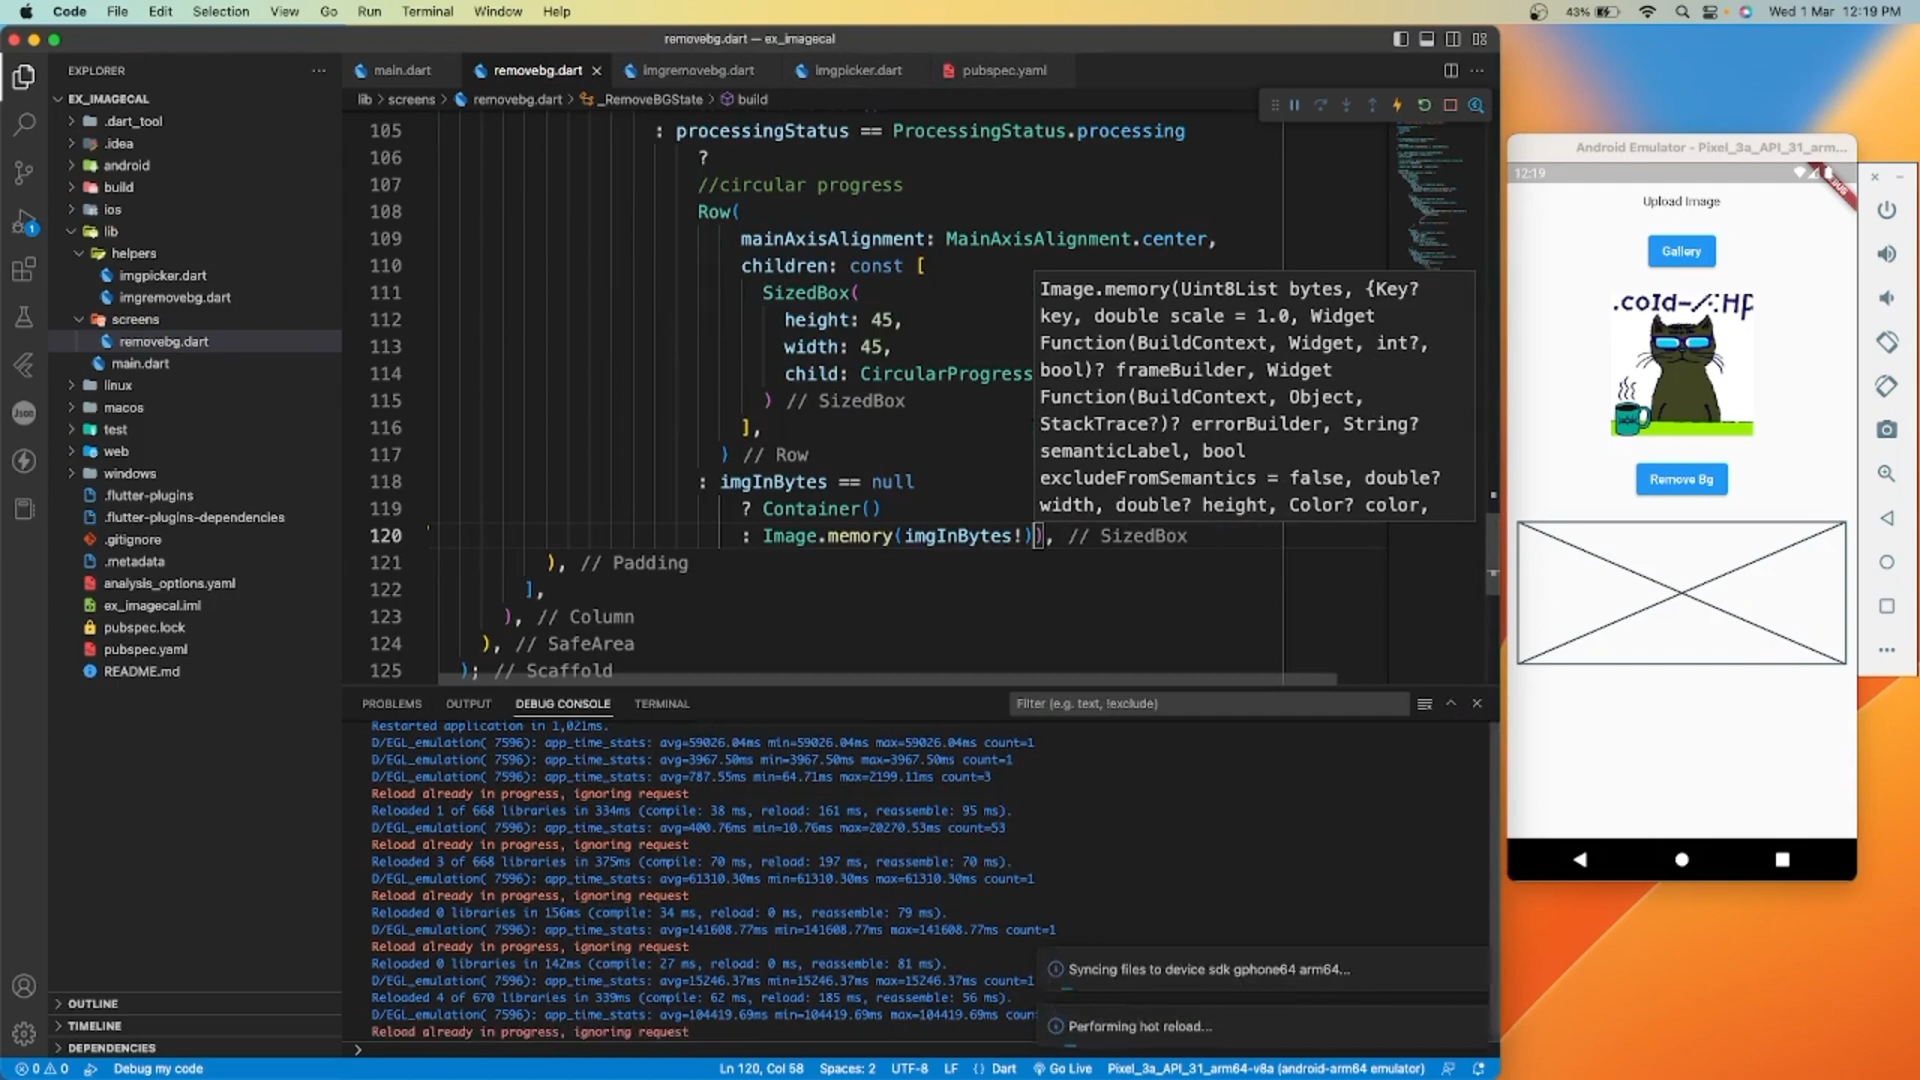 Code File Edit Selection View Go Run Terminal Window Help
43% Wed 1 Mar 12:19 PM
removebg.dart — ex_imagecal
EXPLORER
EX_IMAGECAL
.dart_tool
.idea
android
build
ios
lib
helpers
imgpicker.dart
imgremovebg.dart
screens
removebg.dart
main.dart
linux
macos
test
web
windows
.flutter-plugins
.flutter-plugins-dependencies
.gitignore
.metadata
analysis_options.yaml
ex_imagecal.iml
pubspec.lock
pubspec.yaml
README.md
OUTLINE
TIMELINE
DEPENDENCIES
1
Json
main.dart removebg.dart imgremovebg.dart imgpicker.dart pubspec.yaml
lib > screens > removebg.dart > _RemoveBGState > build
105 : processingStatus == ProcessingStatus.processing
106 ?
107 //circular progress
108 Row(
109 mainAxisAlignment: MainAxisAlignment.center,
110 children: const [
111 SizedBox(
112 height: 45,
113 width: 45,
114 child: CircularProgress
115 ) // SizedBox
116 ],
117 ) // Row
118 : imgInBytes == null
119 ? Container()
120 : Image.memory(imgInBytes!)), // SizedBox
121 ), // Padding
122 ],
123 ), // Column
124 ), // SafeArea
125 ); // Scaffold
Image.memory(Uint8List bytes, {Key?
key, double scale = 1.0, Widget
Function(BuildContext, Widget, int?,
bool)? frameBuilder, Widget
Function(BuildContext, Object,
StackTrace?)? errorBuilder, String?
semanticLabel, bool
excludeFromSemantics = false, double?
width, double? height, Color? color,
PROBLEMS OUTPUT DEBUG CONSOLE TERMINAL
Filter (e.g. text, !exclude)
Restarted application in 1,021ms.
D/EGL_emulation( 7596): app_time_stats: avg=59026.04ms min=59026.04ms max=59026.04ms count=1
D/EGL_emulation( 7596): app_time_stats: avg=3967.50ms min=3967.50ms max=3967.50ms count=1
D/EGL_emulation( 7596): app_time_stats: avg=787.55ms min=64.71ms max=2199.11ms count=3
Reload already in progress, ignoring request
Reloaded 1 of 668 libraries in 334ms (compile: 38 ms, reload: 161 ms, reassemble: 95 ms).
D/EGL_emulation( 7596): app_time_stats: avg=400.76ms min=10.76ms max=20270.53ms count=53
Reload already in progress, ignoring request
Reloaded 3 of 668 libraries in 375ms (compile: 70 ms, reload: 197 ms, reassemble: 70 ms).
D/EGL_emulation( 7596): app_time_stats: avg=61310.30ms min=61310.30ms max=61310.30ms count=1
Reload already in progress, ignoring request
Reloaded 0 libraries in 156ms (compile: 34 ms, reload: 0 ms, reassemble: 79 ms).
D/EGL_emulation( 7596): app_time_stats: avg=141608.77ms min=141608.77ms max=141608.77ms count=1
Reload already in progress, ignoring request
Reloaded 0 libraries in 142ms (compile: 27 ms, reload: 0 ms, reassemble: 81 ms).
D/EGL_emulation( 7596): app_time_stats: avg=15246.37ms min=15246.37ms max=15246.37ms count=1
Reloaded 4 of 670 libraries in 339ms (compile: 62 ms, reload: 185 ms, reassemble: 56 ms).
D/EGL_emulation( 7596): app_time_stats: avg=104419.69ms min=104419.69ms max=104419.69ms coun
Reload already in progress, ignoring request
Syncing files to device sdk gphone64 arm64...
Performing hot reload...
0 0 Debug my code
Ln 120, Col 58 Spaces: 2 UTF-8 LF {} Dart Go Live Pixel_3a_API_31_arm64-v8a (android-arm64 emulator)
Android Emulator - Pixel_3a_API_31_arm...
12:19
Upload Image
Gallery
Remove Bg